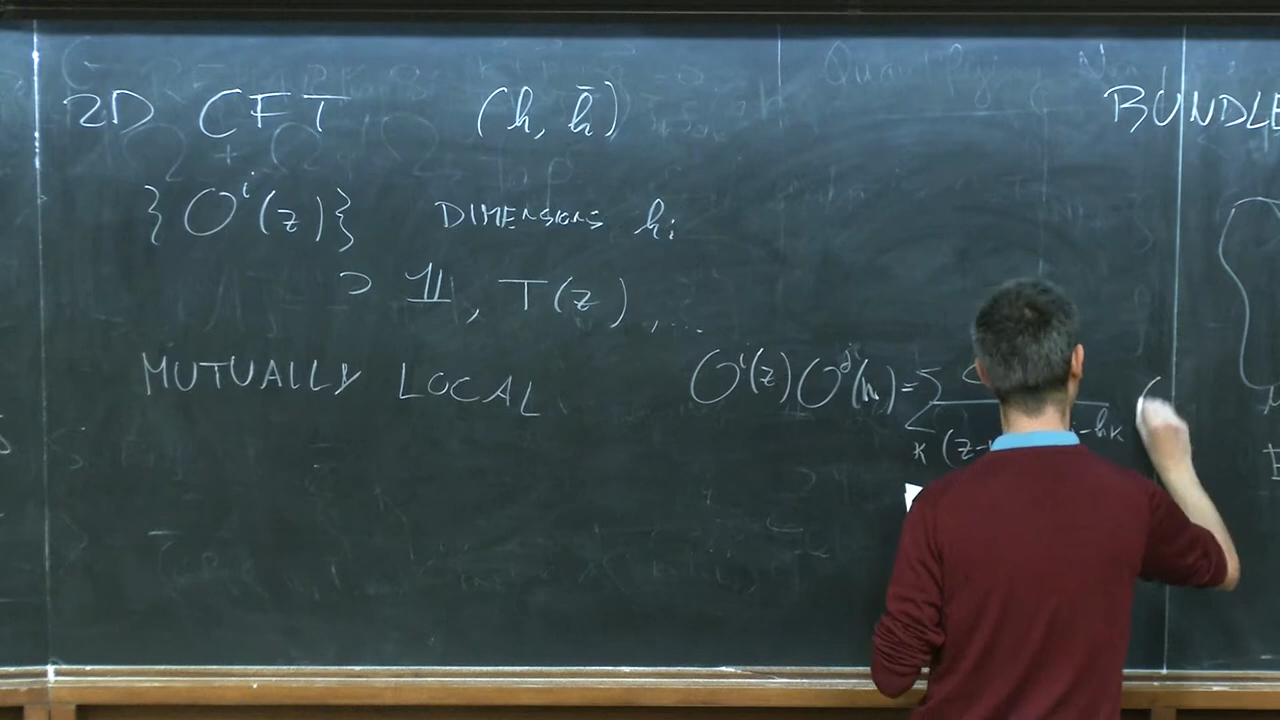 2D CFT (h, h̄)
{ O^i(z) } DIMENSIONS h_i
⊃ 𝟙, T(z), ...
MUTUALLY LOCAL O^i(z) O^j(w) = Σ_k
BUNDLE